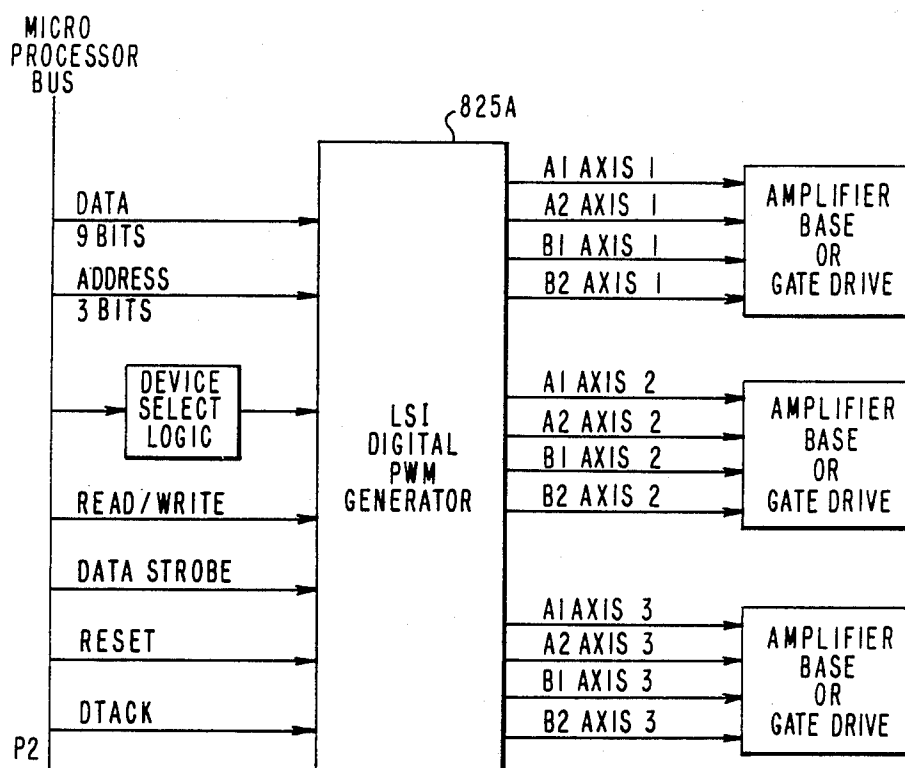 MICRO
PROCESSOR
BUS
825A
DATA
9 BITS
ADDRESS
3 BITS
DEVICE
SELECT
LOGIC
READ/WRITE
DATA STROBE
RESET
DTACK
P2
LSI
DIGITAL
PWM
GENERATOR
A1 AXIS 1
A2 AXIS 1
B1 AXIS 1
B2 AXIS 1
AMPLIFIER
BASE
OR
GATE DRIVE
A1 AXIS 2
A2 AXIS 2
B1 AXIS 2
B2 AXIS 2
AMPLIFIER
BASE
OR
GATE DRIVE
A1 AXIS 3
A2 AXIS 3
B1 AXIS 3
B2 AXIS 3
AMPLIFIER
BASE
OR
GATE DRIVE